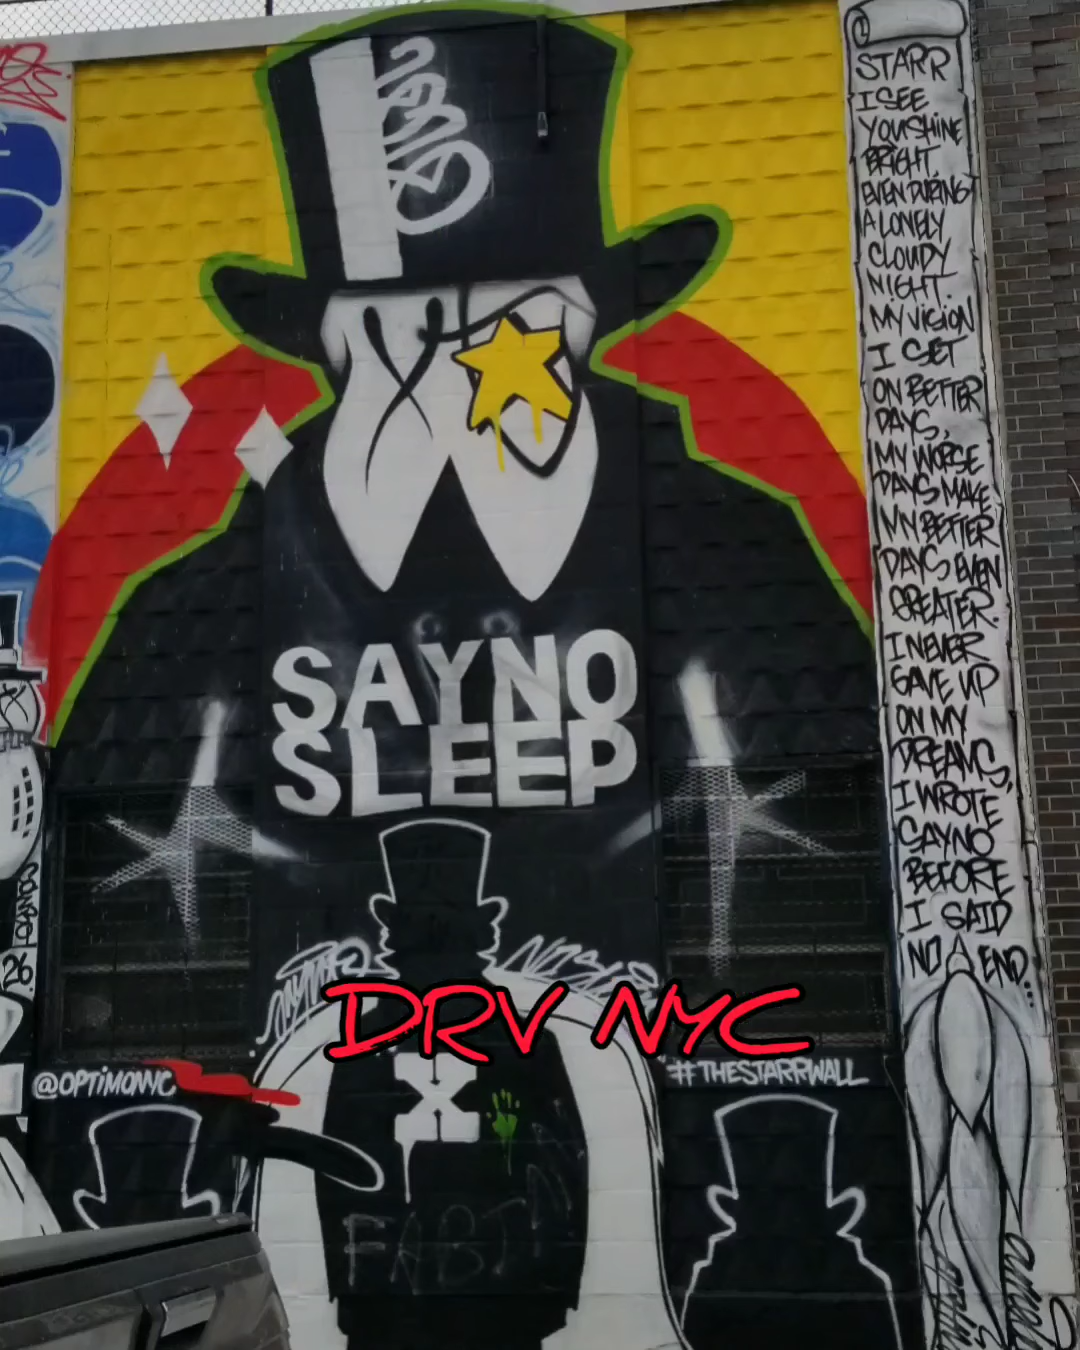 STARR
I SEE
YOU SHINE
BRIGHT,
EVEN DURING
A LONELY
CLOUDY
NIGHT.
MY VISION
I SET
ON BETTER
DAYS,
MY WORSE
DAYS MAKE
MY BETTER
DAYS EVEN
GREATER.
I NEVER
GAVE UP
ON MY
DREAMS,
I WROTE
SAYNO
BEFORE
I SAID
NO END...
SAYNO
SLEEP
DRV NYC
@OPTIMONYC
#THESTARRWALL
26